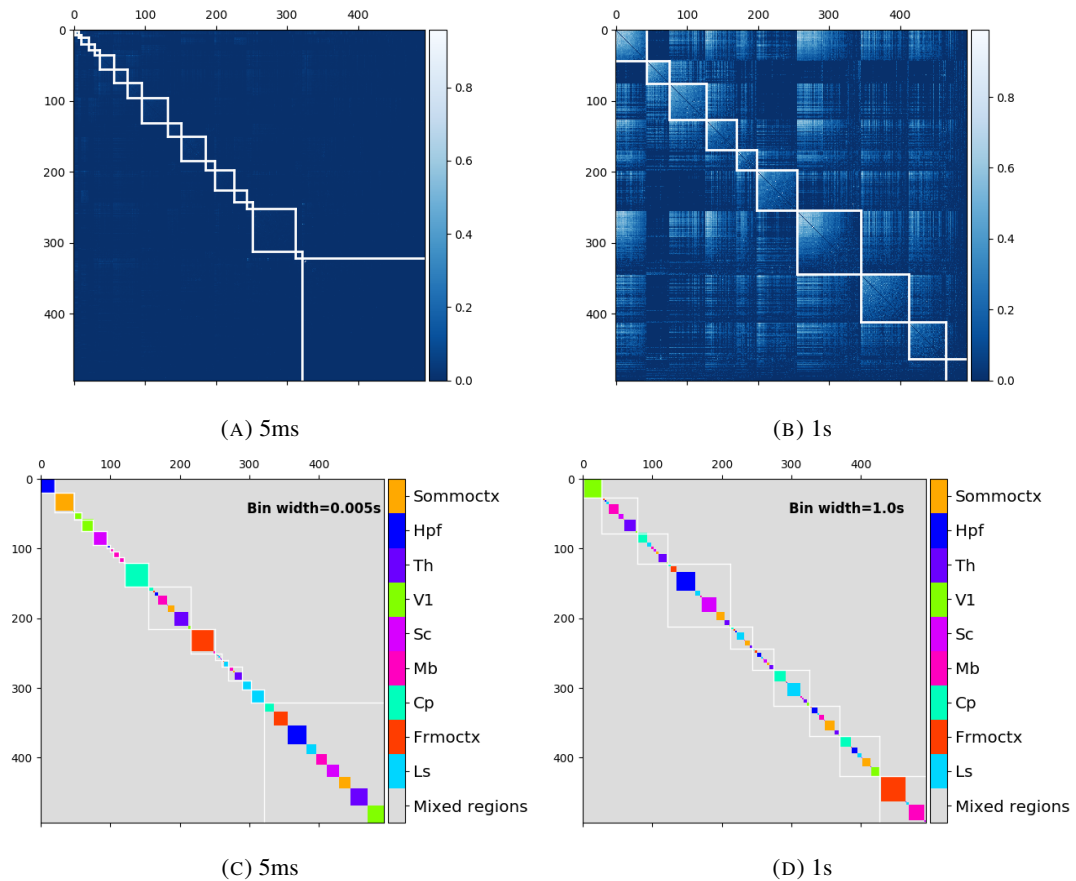 0 100 200 300 400
0 100 200 300 400
0
100
200
300
400
0.8
0.6
0.4
0.2
0.0
0
100
200
300
400
0.8
0.6
0.4
0.2
0.0
(A) 5ms
(B) 1s
0 100 200 300 400
0 100 200 300 400
0
100
200
300
400
Bin width=0.005s
Sommoctx
Hpf
Th
V1
Sc
Mb
Cp
Frmoctx
Ls
Mixed regions
0
100
200
300
400
Bin width=1.0s
Sommoctx
Hpf
Th
V1
Sc
Mb
Cp
Frmoctx
Ls
Mixed regions
(C) 5ms
(D) 1s